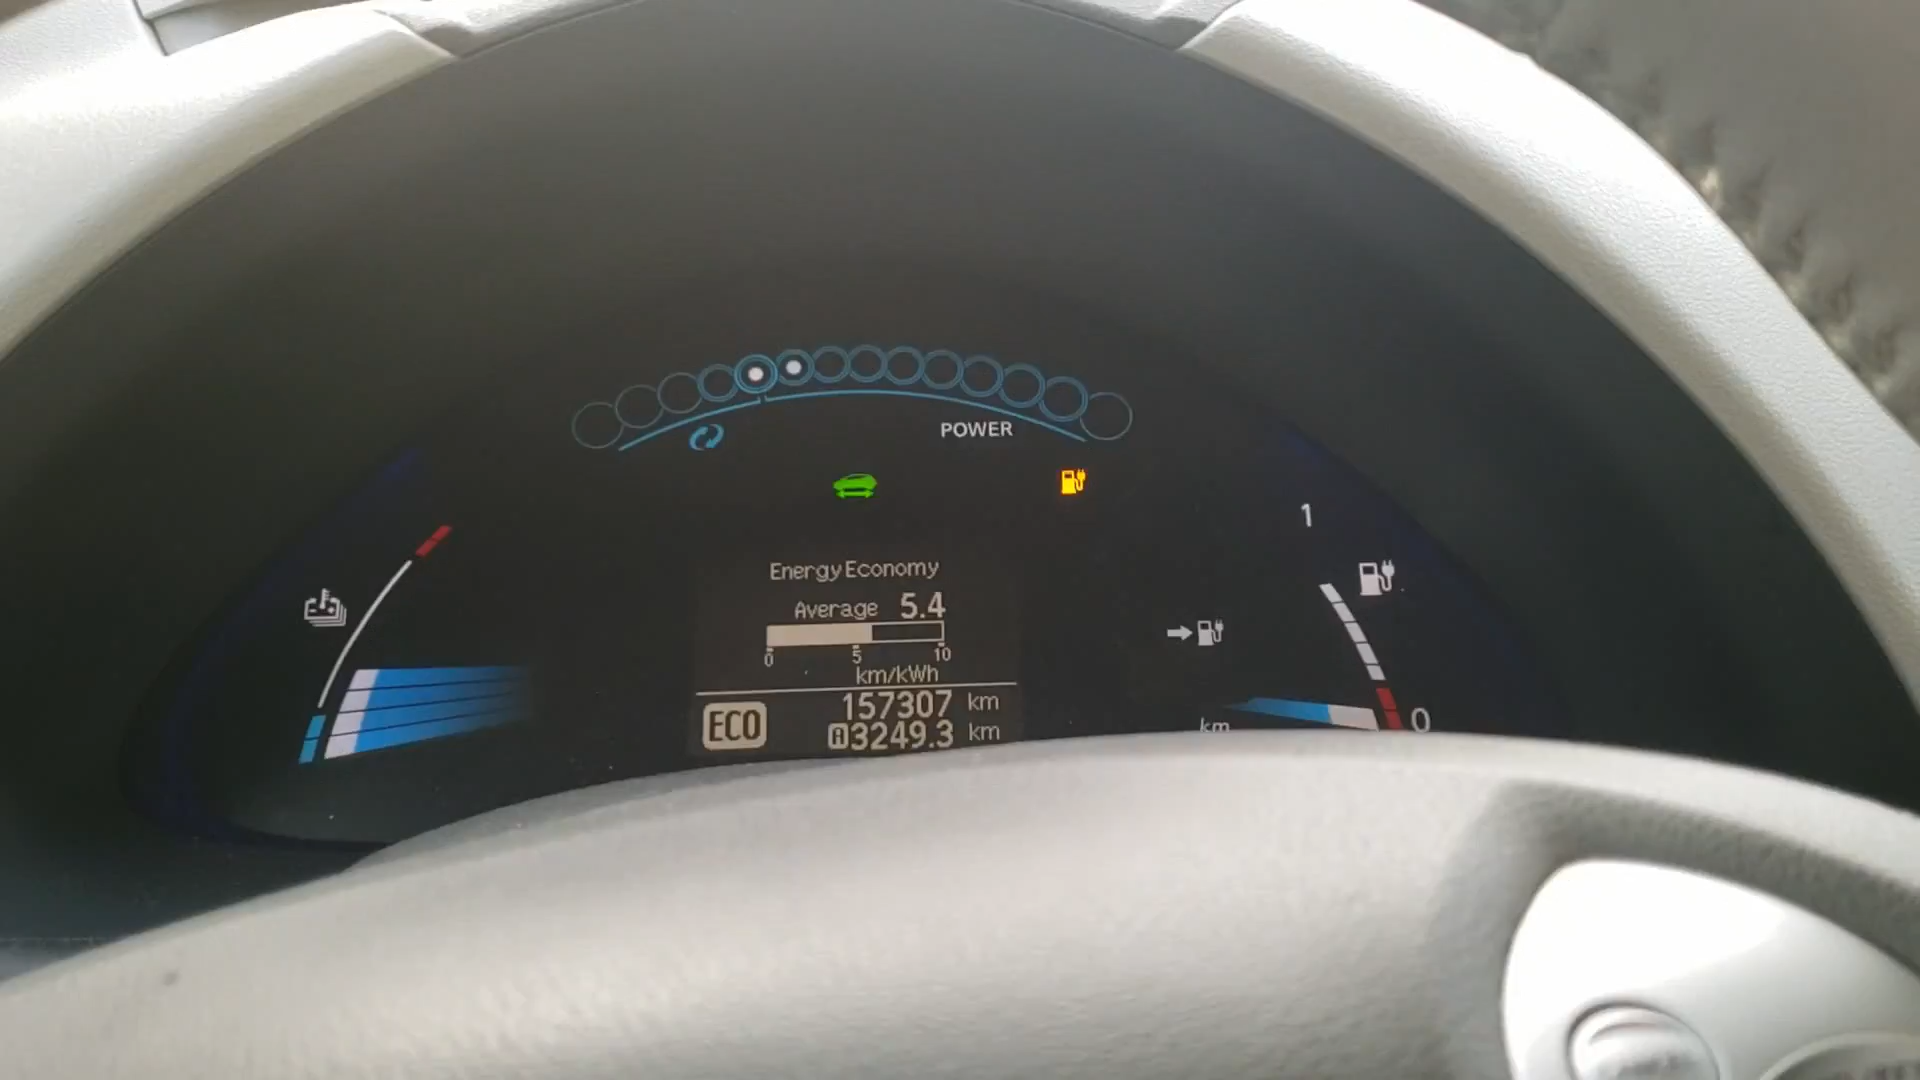 POWER
1
Energy Economy
Average 5.4
0 5 10
km/kWh
ECO
157307 km
A 3249.3 km
km
0